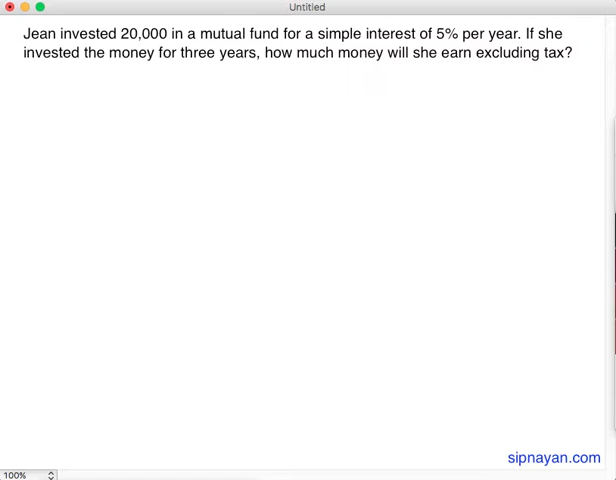 Untitled
Jean invested 20,000 in a mutual fund for a simple interest of 5% per year. If she
invested the money for three years, how much money will she earn excluding tax?
sipnayan.com
100%